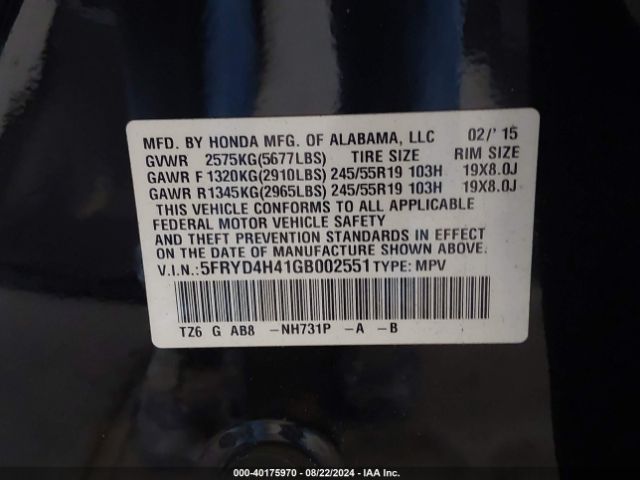 MFD. BY HONDA MFG. OF ALABAMA, LLC 02/'15
GVWR 2575KG(5677LBS) TIRE SIZE RIM SIZE
GAWR F 1320KG(2910LBS) 245/55R19 103H 19X8.0J
GAWR R1345KG(2965LBS) 245/55R19 103H 19X8.0J
THIS VEHICLE CONFORMS TO ALL APPLICABLE
FEDERAL MOTOR VEHICLE SAFETY
AND THEFT PREVENTION STANDARDS IN EFFECT
ON THE DATE OF MANUFACTURE SHOWN ABOVE.
V.I.N.:5FRYD4H41GB002551 TYPE: MPV
TZ6 G AB8 -NH731P -A -B
000-40175970 - 08/22/2024 - IAA Inc.